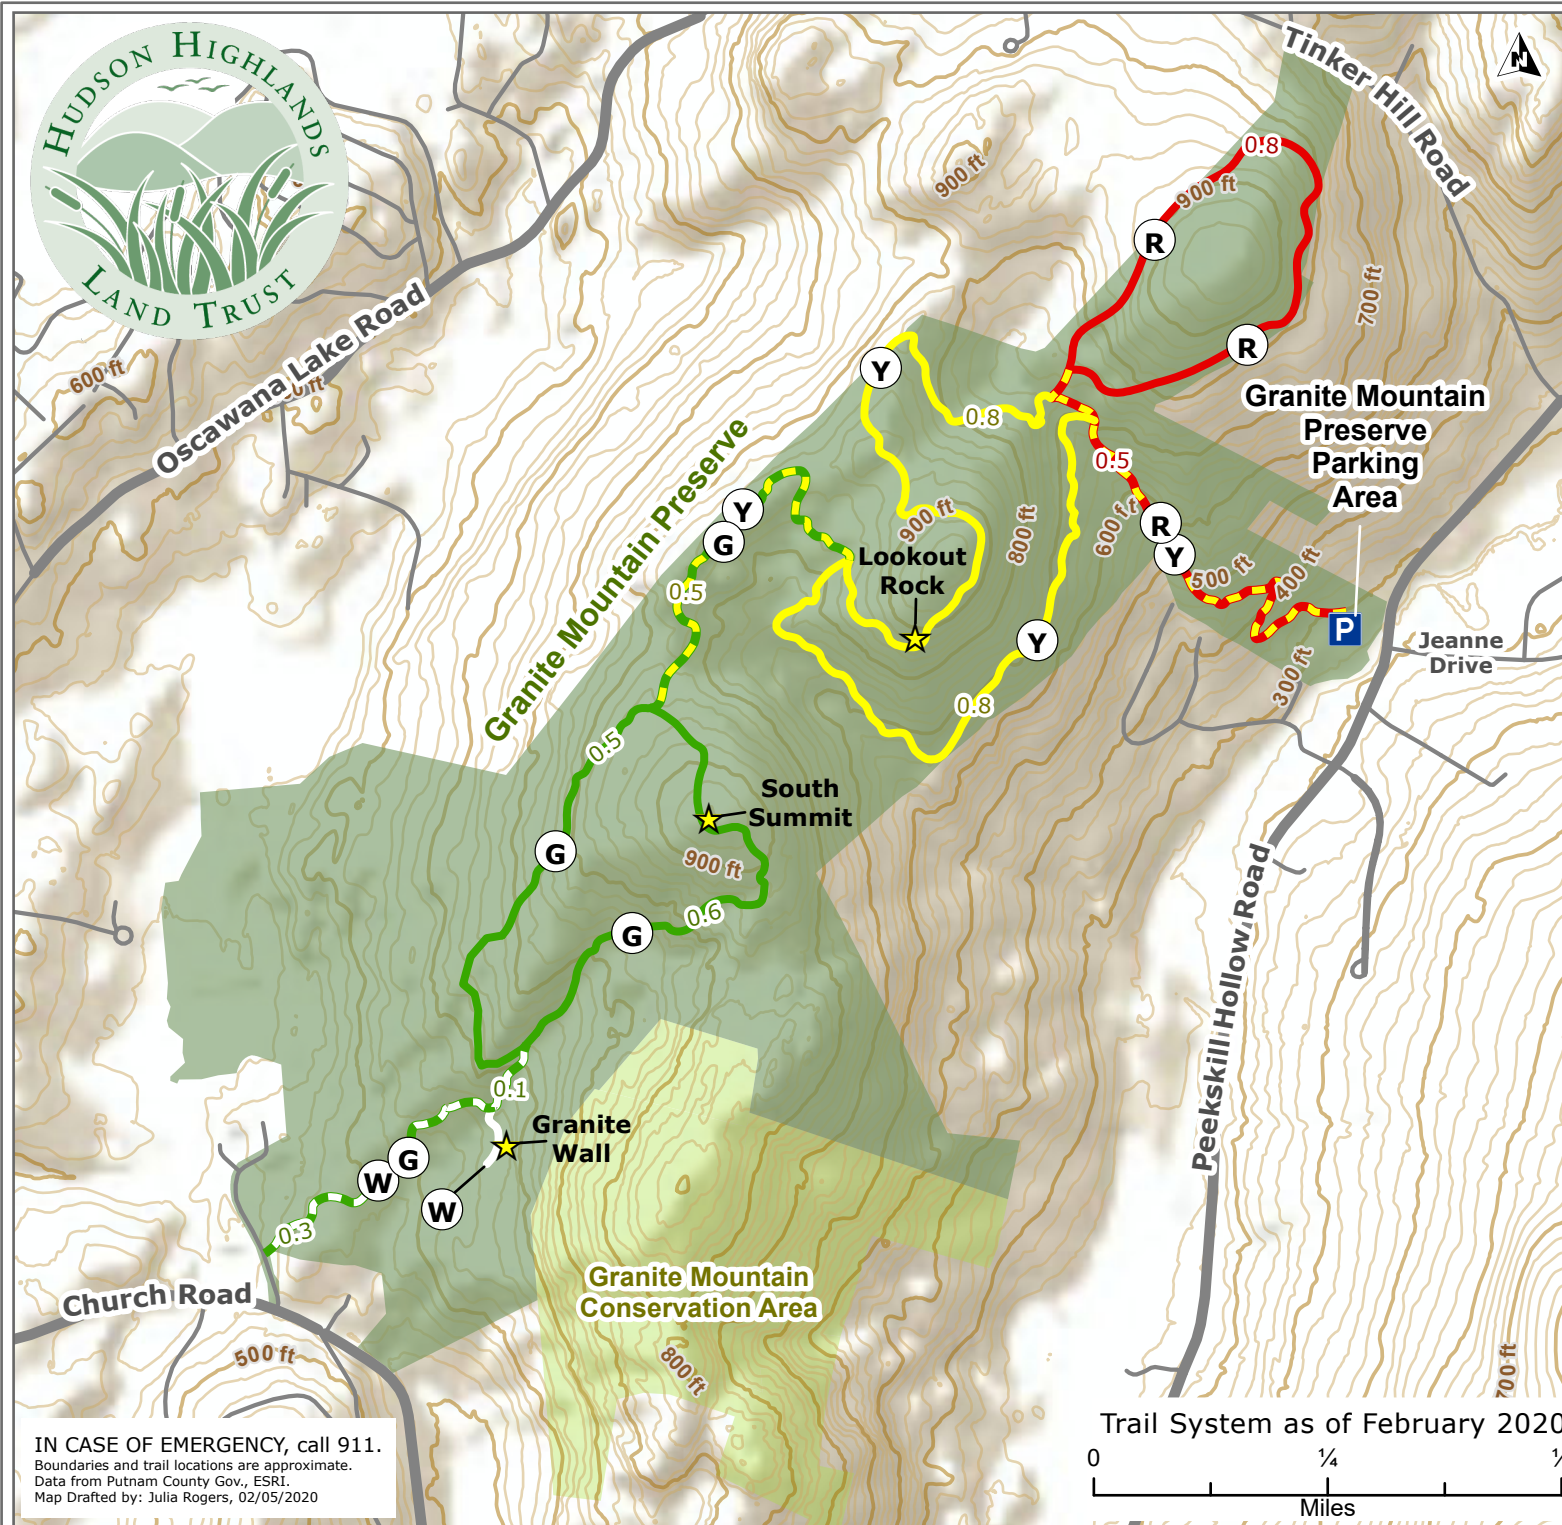 HUDSON HIGHLANDS
LAND TRUST
Tinker Hill Road
N
0.8
900 ft
900 ft
R
700 ft
R
Oscawana Lake Road
600 ft
Y
0.8
Granite Mountain
Preserve
Parking
Area
Granite Mountain Preserve
0.5
Y
G
900 ft
800 ft
600 ft
R
Y
Lookout
Rock
500 ft
400 ft
0.5
P
Y
Jeanne
Drive
300 ft
0.8
0.5
South
Summit
G
900 ft
0.6
G
Peekskill Hollow Road
0.1
Granite
Wall
G
W
W
0.3
Granite Mountain
Conservation Area
Church Road
500 ft
800 ft
700 ft
IN CASE OF EMERGENCY, call 911.
Boundaries and trail locations are approximate.
Data from Putnam County Gov., ESRI.
Map Drafted by: Julia Rogers, 02/05/2020
Trail System as of February 2020
0 1/4
Miles